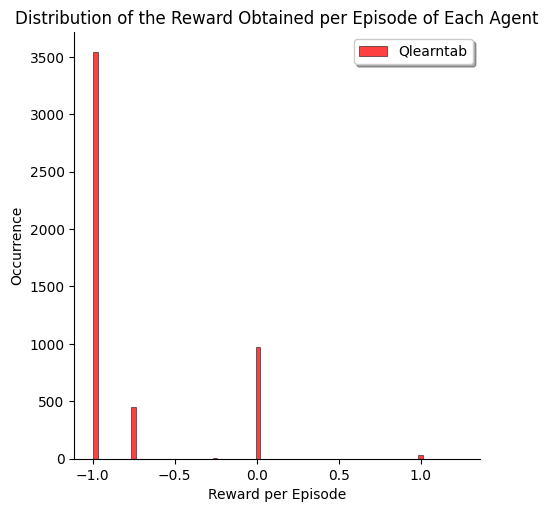 Distribution of the Reward Obtained per Episode of Each Agent
Qlearntab
3500
3000
2500
2000
1500
1000
500
0
Occurrence
−1.0 −0.5 0.0 0.5 1.0
Reward per Episode